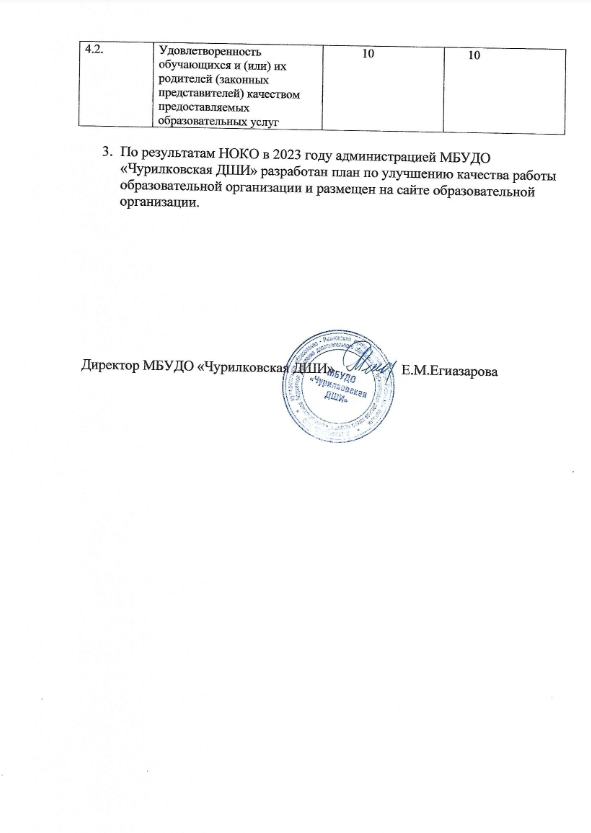 4.2. Удовлетворенность 10 10
обучающихся и (или) их
родителей (законных
представителей) качеством
предоставляемых
образовательных услуг
3. По результатам НОКО в 2023 году администрацией МБУДО
«Чурилковская ДШИ» разработан план по улучшению качества работы
образовательной организации и размещен на сайте образовательной
организации.
Директор МБУДО «Чурилковская ДШИ» Е.М.Егиазарова
МБУДО
«Чурилковская
ДШИ»